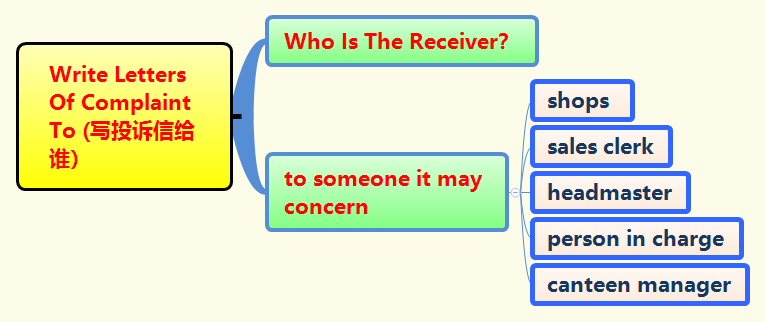 Write Letters
Of Complaint
To (写投诉信给
谁)
Who Is The Receiver?
to someone it may
concern
shops
sales clerk
headmaster
person in charge
canteen manager